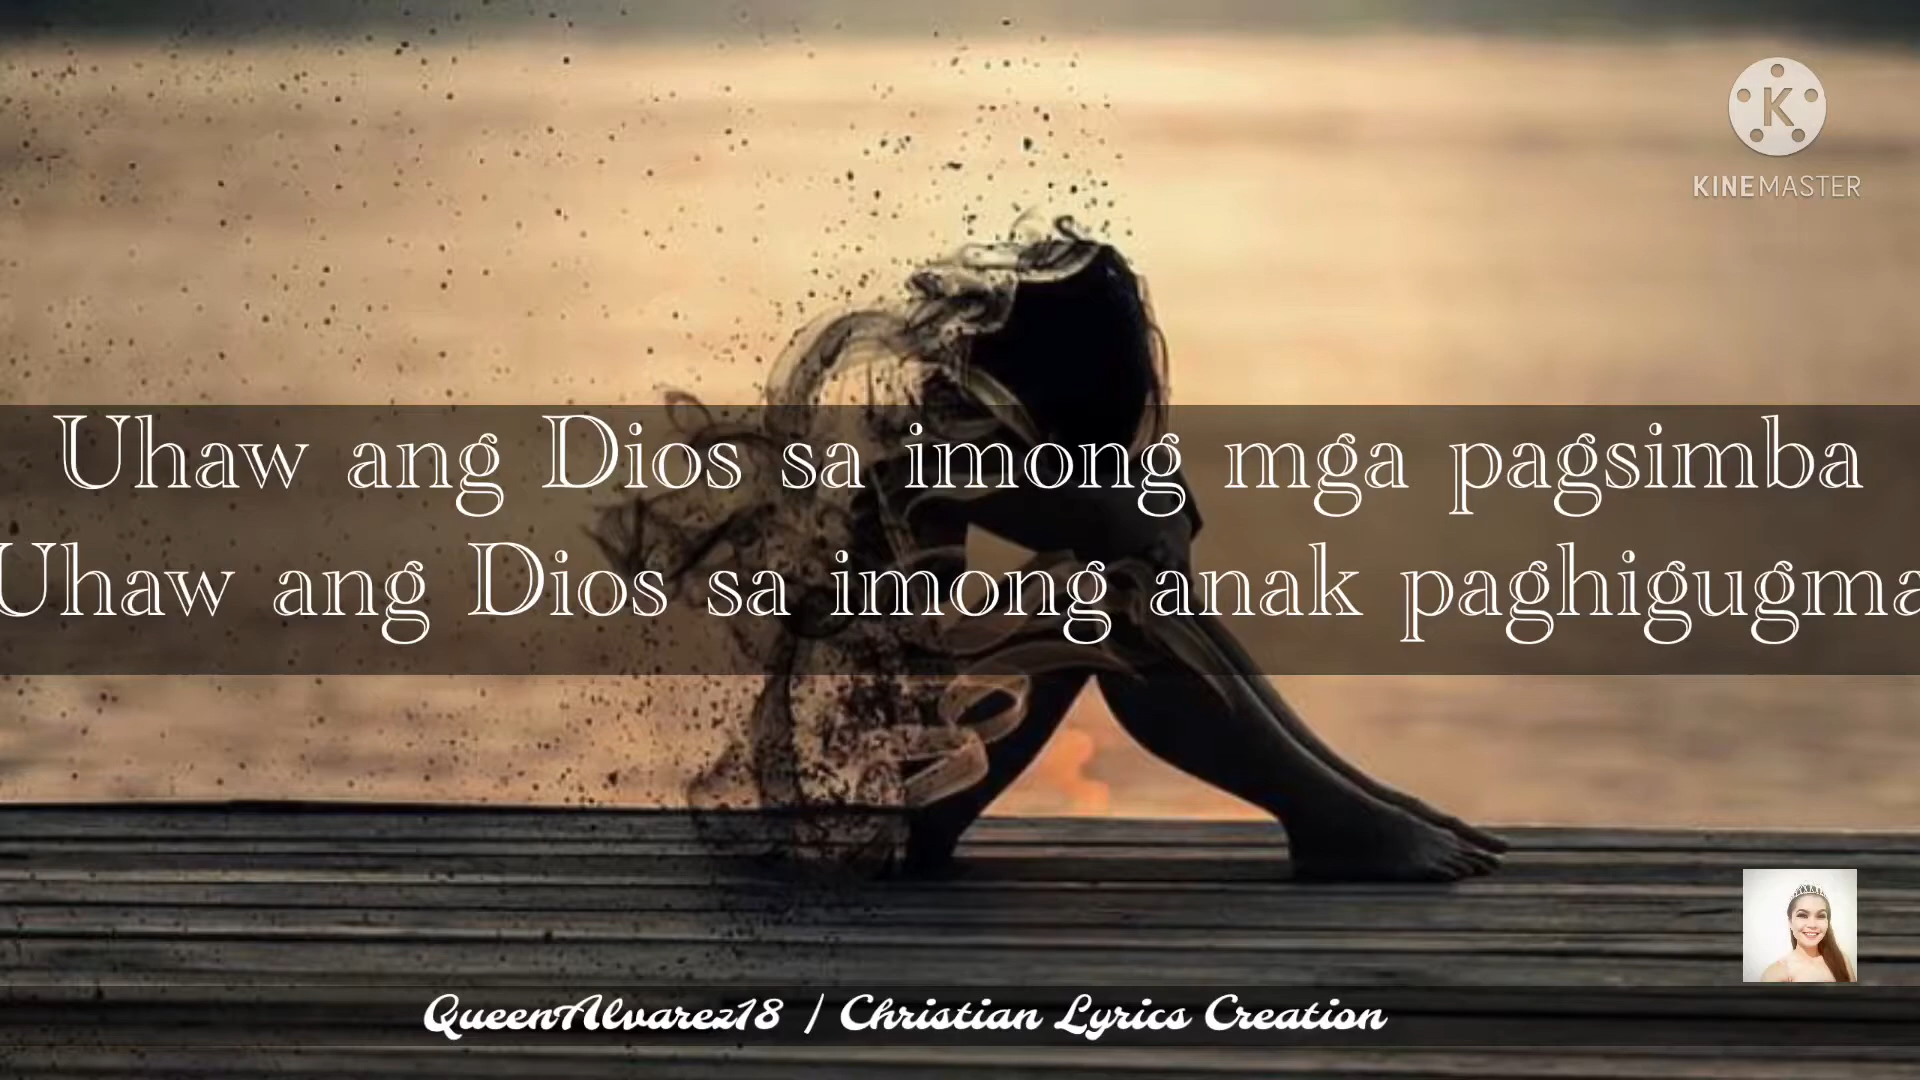 KINEMASTER
Uhaw ang Dios sa imong mga pagsimba
Uhaw ang Dios sa imong anak paghigugma
QueenAlvarez18 / Christian Lyrics Creation